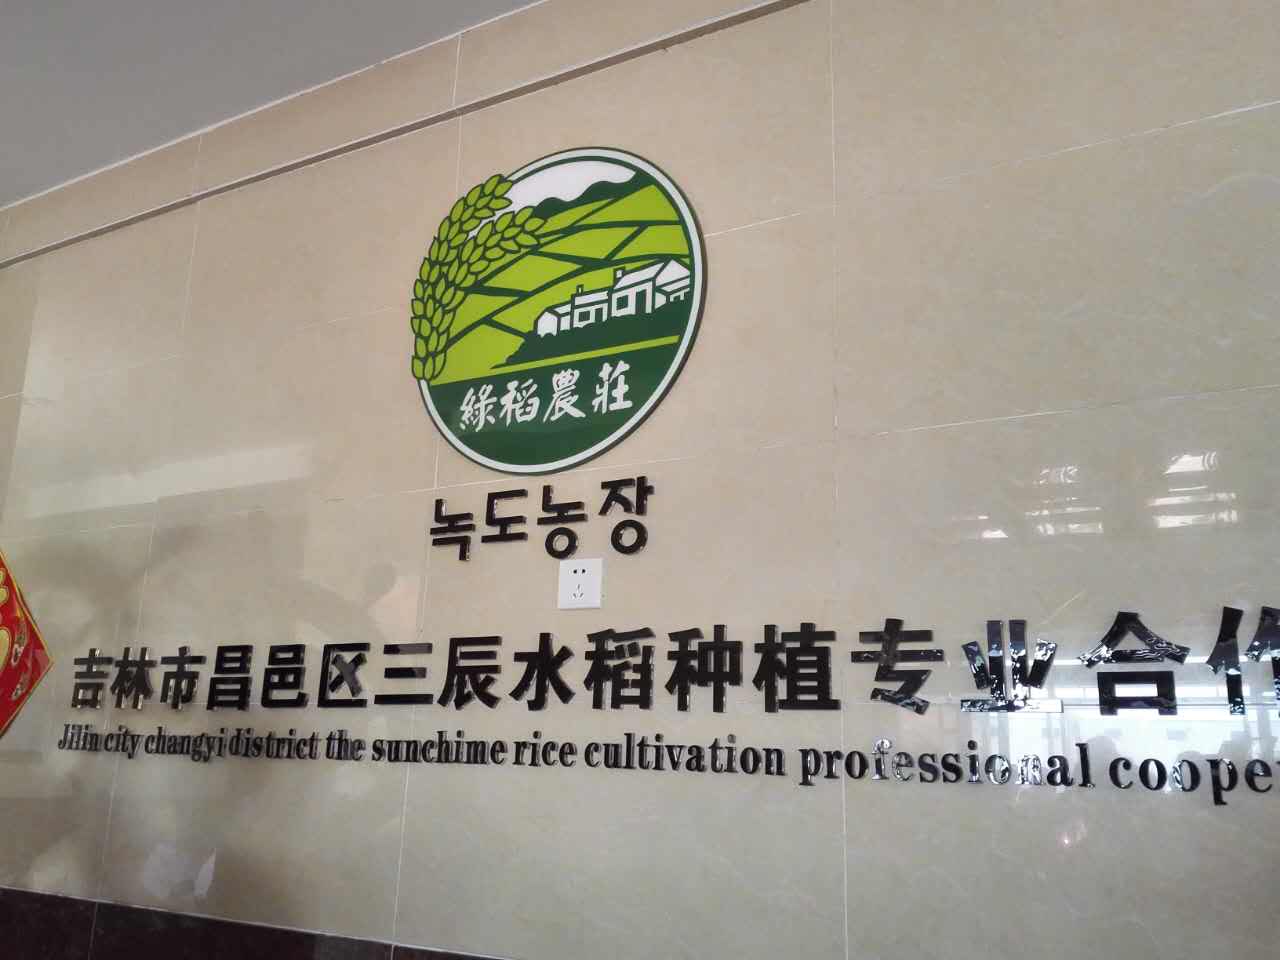 綠稻農莊
녹도농장
吉林市昌邑区三辰水稻种植专业合作
Jilin city changyi district the sunchime rice cultivation professional coope